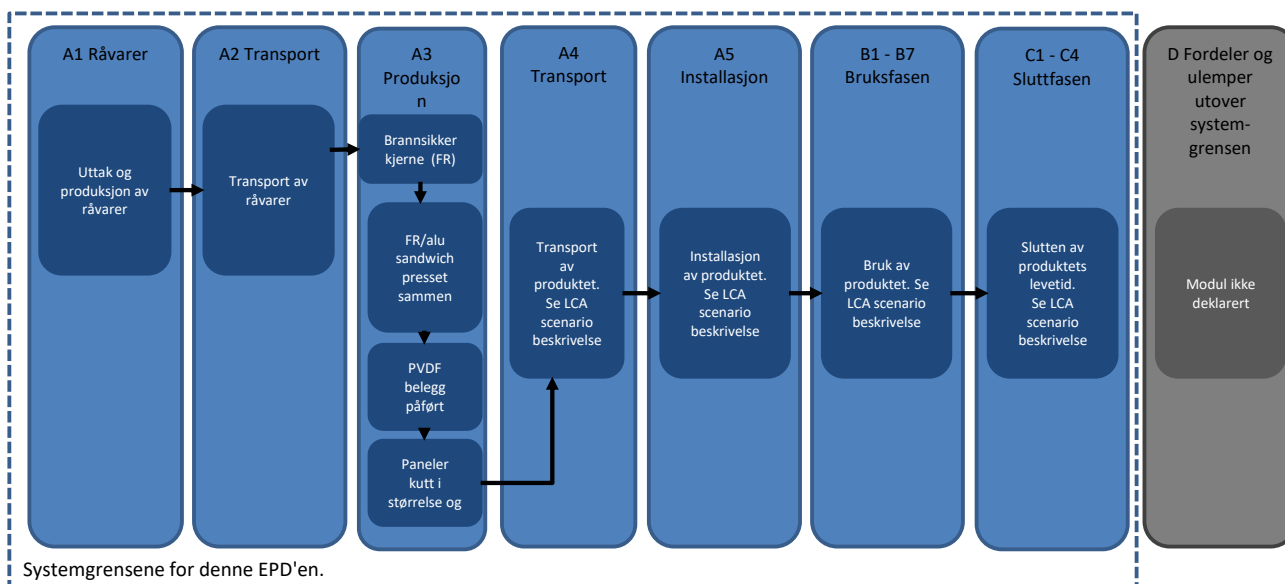 A1 Råvarer
Uttak og
produksjon av
råvarer
A2 Transport
Transport av
råvarer
A3
Produksjo
n
Brannsikker
kjerne (FR)
FR/alu
sandwich
presset
sammen
PVDF
belegg
påført
Paneler
kutt i
størrelse og
A4
Transport
Transport
av
produktet.
Se LCA
scenario
beskrivelse
A5
Installasjon
Installasjon
av produktet.
Se LCA
scenario
beskrivelse
B1 - B7
Bruksfasen
Bruk av
produktet. Se
LCA scenario
beskrivelse
C1 - C4
Sluttfasen
Slutten av
produktets
levetid.
Se LCA
scenario
beskrivelse
D Fordeler og
ulemper
utover
system-
grensen
Modul ikke
deklarert
Systemgrensene for denne EPD'en.